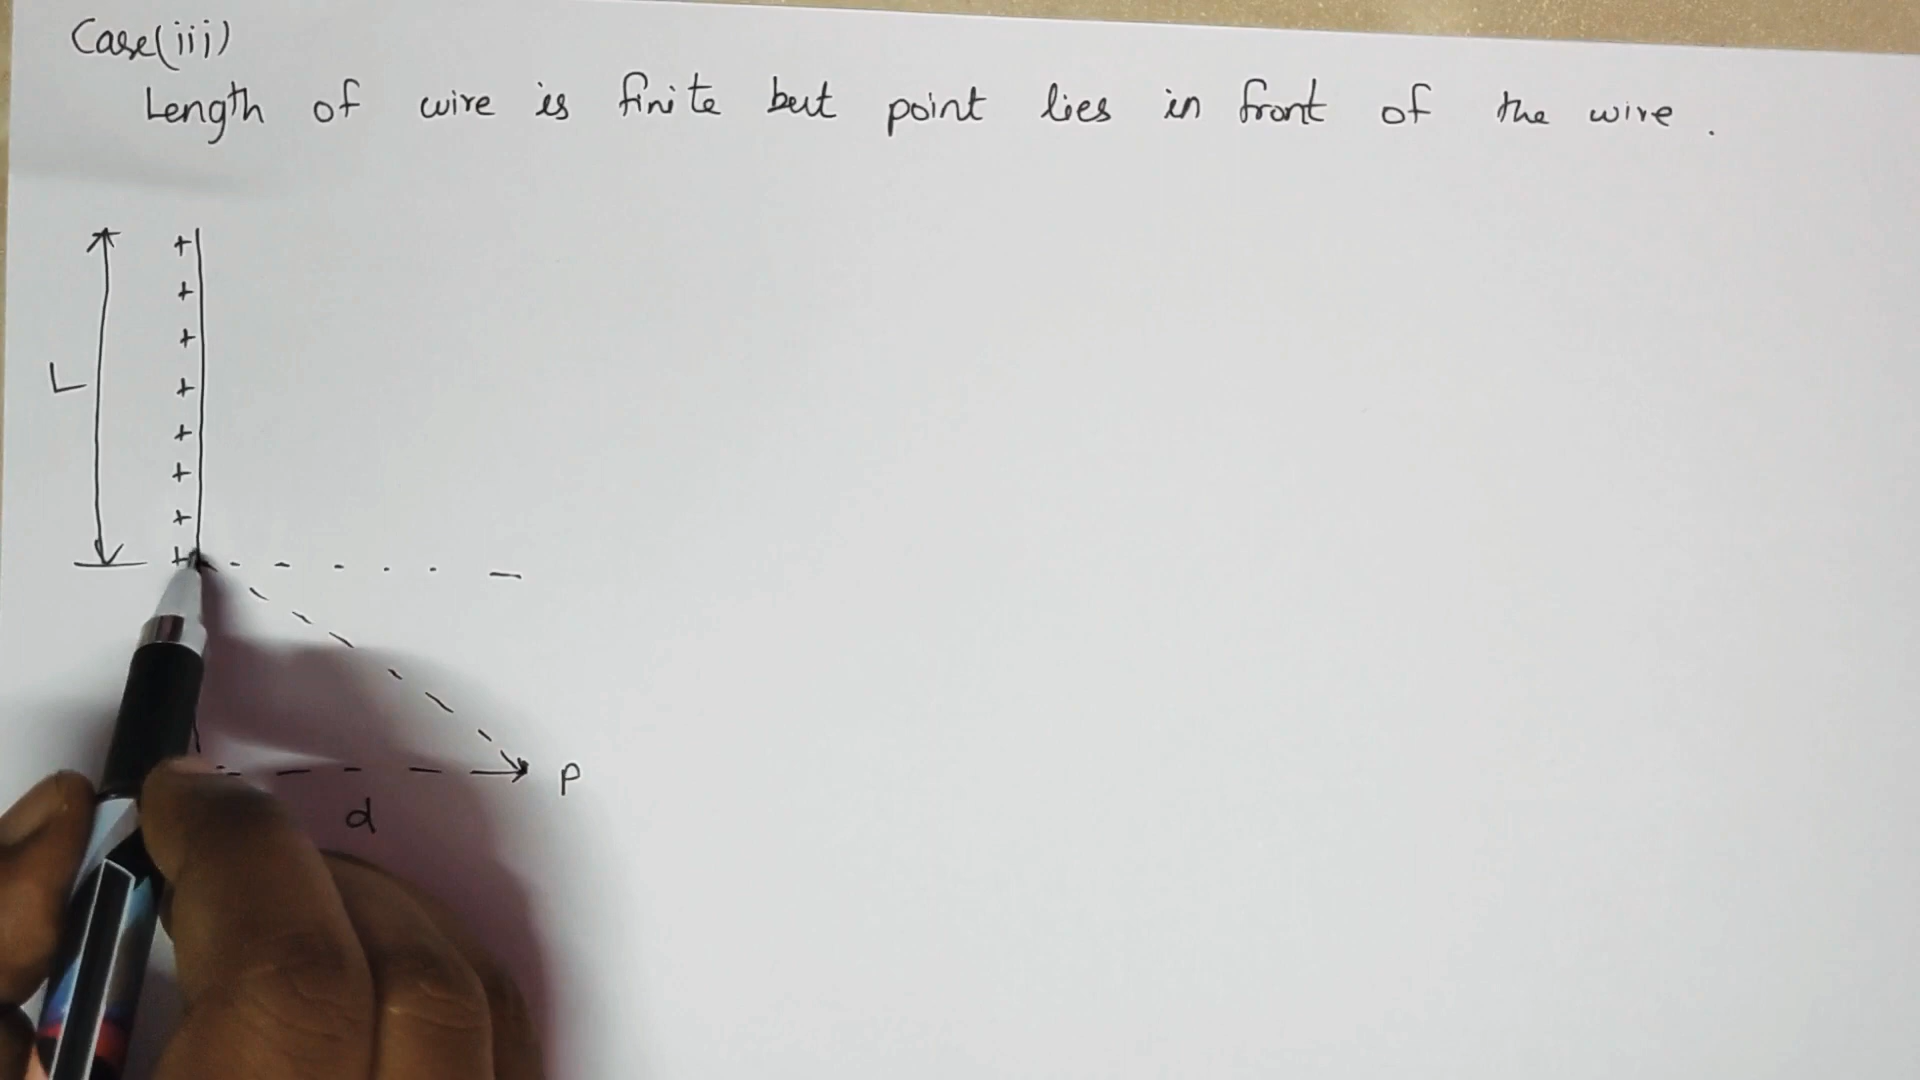 Case(iii)
Length of wire is finite but point lies in front of the wire.
+
+
+
L
+
+
+
+
+
P
d